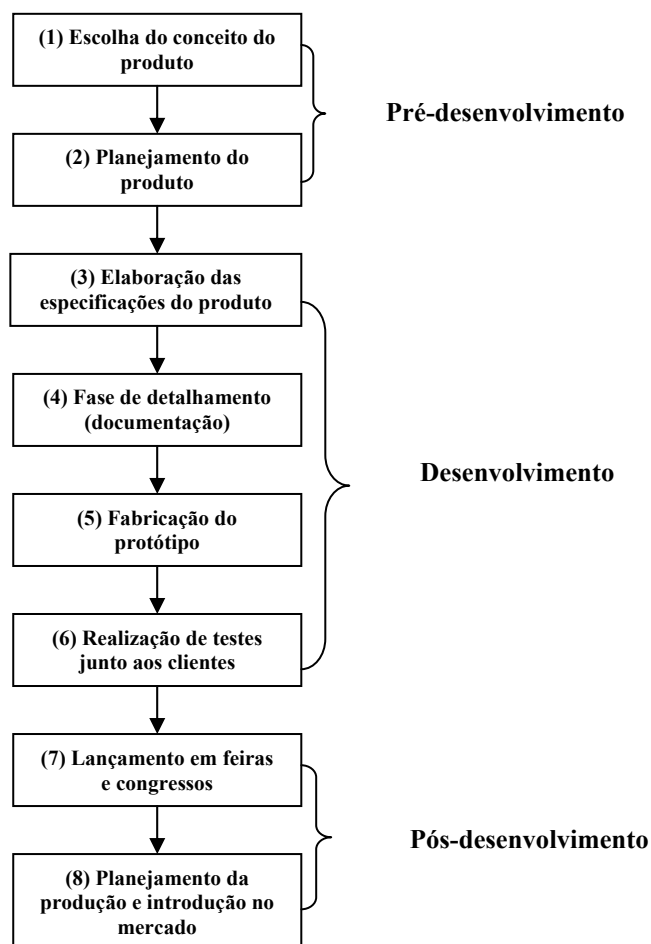 (1) Escolha do conceito do
produto
Pré-desenvolvimento
(2) Planejamento do
produto
(3) Elaboração das
especificações do produto
(4) Fase de detalhamento
(documentação)
Desenvolvimento
(5) Fabricação do
protótipo
(6) Realização de testes
junto aos clientes
(7) Lançamento em feiras
e congressos
Pós-desenvolvimento
(8) Planejamento da
produção e introdução no
mercado